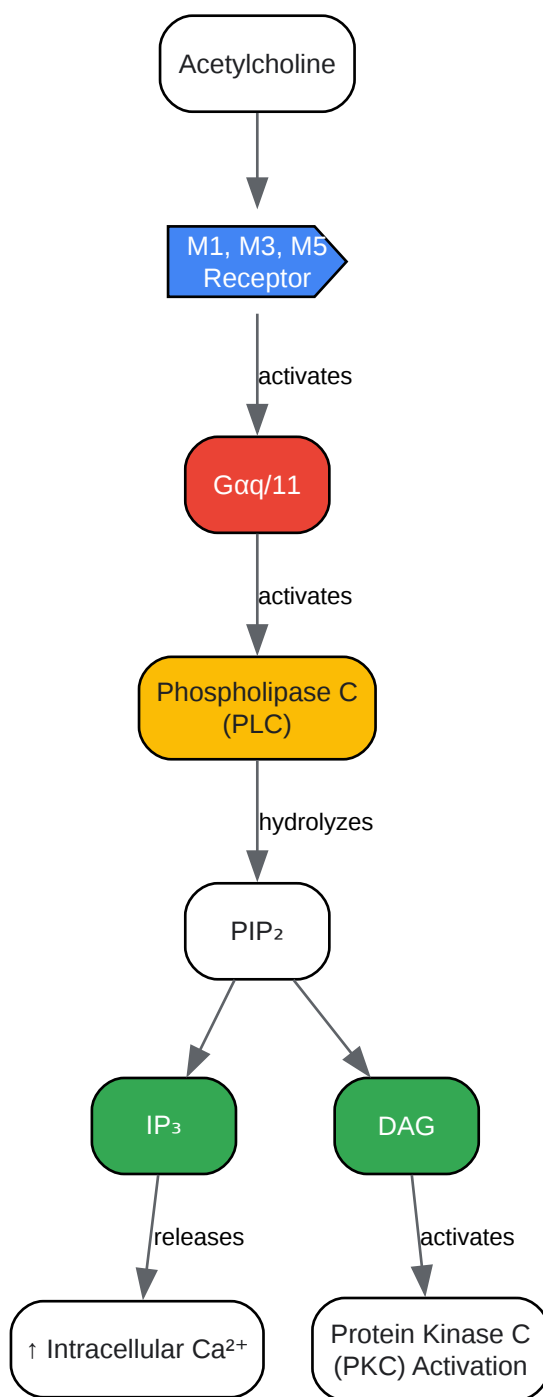 Acetylcholine
M1, M3, M5
Receptor
activates
Gαq/11
activates
Phospholipase C
(PLC)
hydrolyzes
PIP₂
IP₃
DAG
releases
activates
↑ Intracellular Ca²⁺
Protein Kinase C
(PKC) Activation